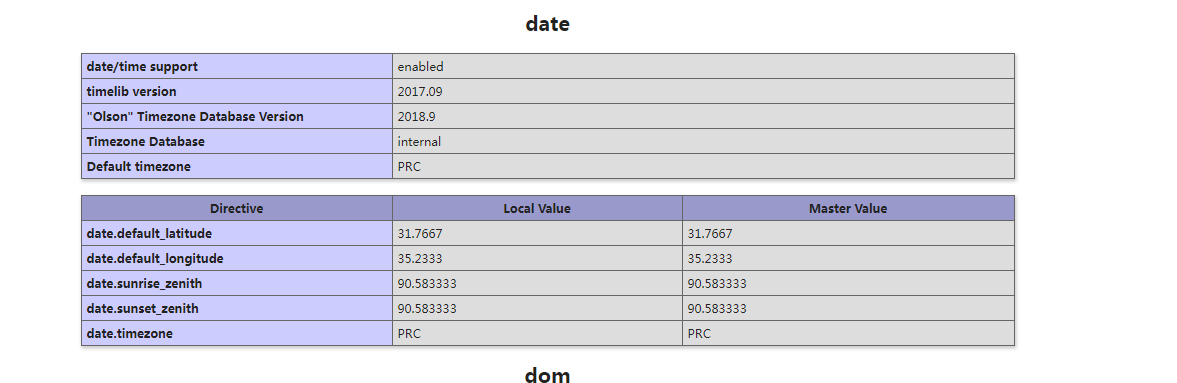 date
date/time support enabled
timelib version 2017.09
"Olson" Timezone Database Version 2018.9
Timezone Database internal
Default timezone PRC
Directive Local Value Master Value
date.default_latitude 31.7667 31.7667
date.default_longitude 35.2333 35.2333
date.sunrise_zenith 90.583333 90.583333
date.sunset_zenith 90.583333 90.583333
date.timezone PRC PRC
dom